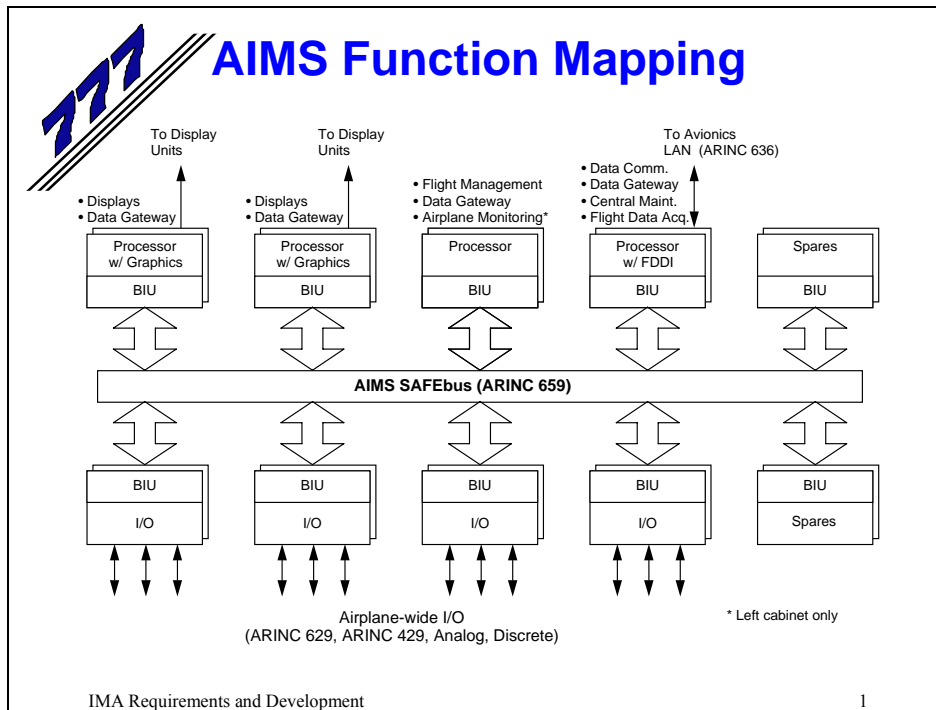 777
AIMS Function Mapping
To Display
Units
To Display
Units
To Avionics
LAN (ARINC 636)
• Displays
• Data Gateway
• Displays
• Data Gateway
• Flight Management
• Data Gateway
• Airplane Monitoring*
• Data Comm.
• Data Gateway
• Central Maint.
• Flight Data Acq.
Processor
w/ Graphics
BIU
Processor
w/ Graphics
BIU
Processor
BIU
Processor
w/ FDDI
BIU
Spares
BIU
AIMS SAFEbus (ARINC 659)
BIU
I/O
BIU
I/O
BIU
I/O
BIU
I/O
BIU
Spares
Airplane-wide I/O
(ARINC 629, ARINC 429, Analog, Discrete)
* Left cabinet only
IMA Requirements and Development
1